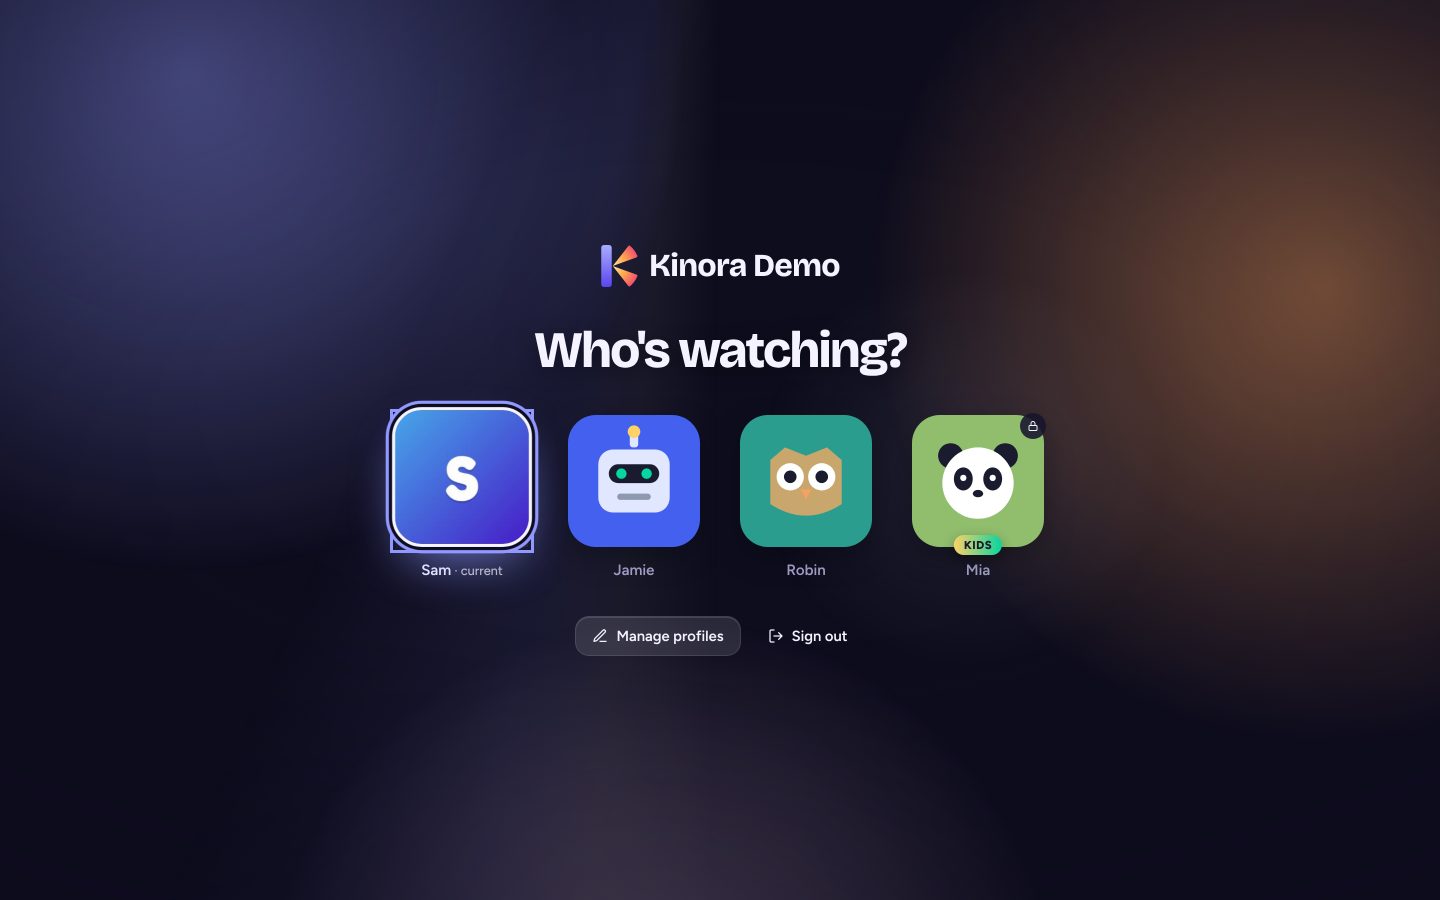 Kinora Demo
Who's watching?
S
KIDS
Sam · current
Jamie
Robin
Mia
Manage profiles
Sign out